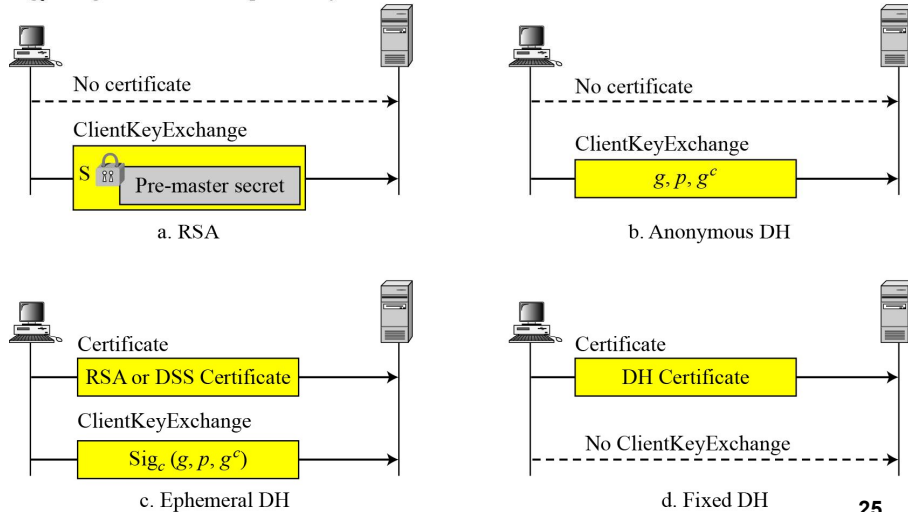 No certificate
ClientKeyExchange
S
Pre-master secret
a. RSA
No certificate
ClientKeyExchange
g, p, g^c
b. Anonymous DH
Certificate
RSA or DSS Certificate
ClientKeyExchange
Sig_c (g, p, g^c)
c. Ephemeral DH
Certificate
DH Certificate
No ClientKeyExchange
d. Fixed DH
25